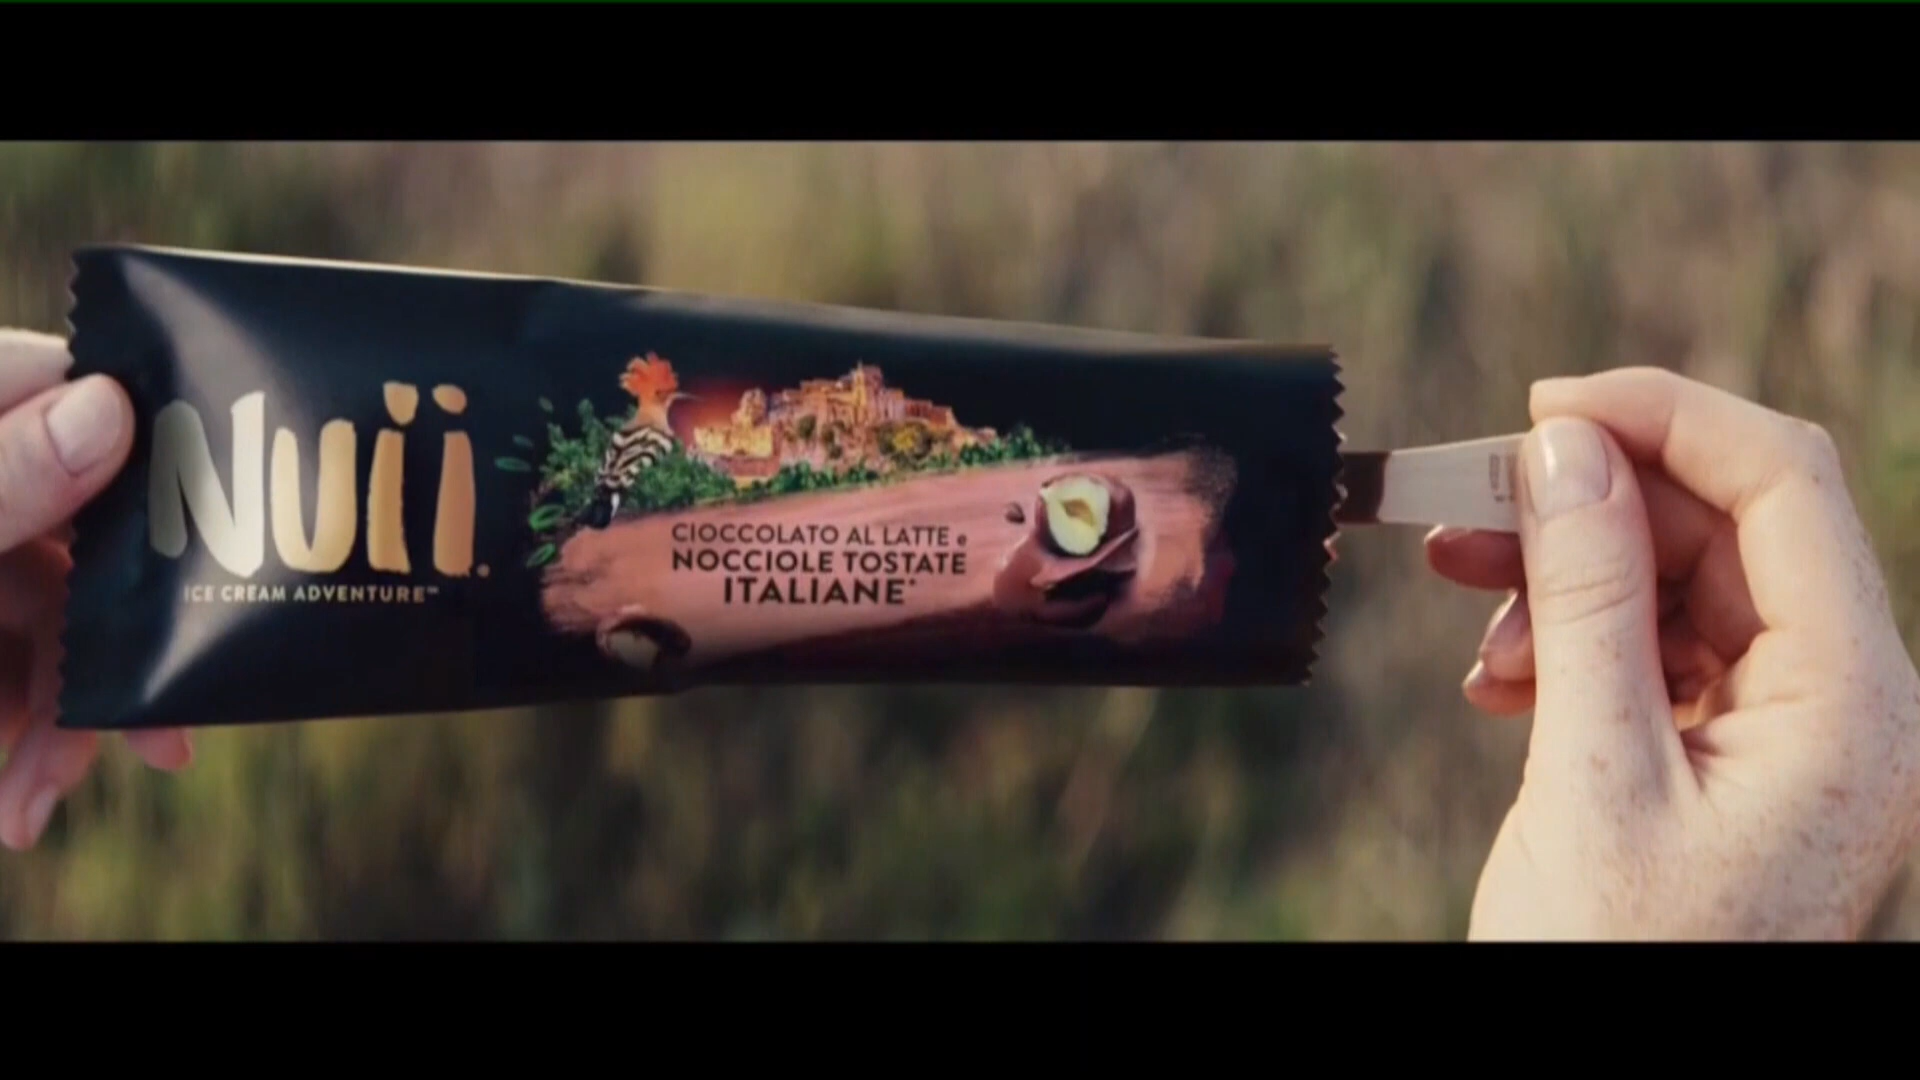 Nuii
ICE CREAM ADVENTURE™
CIOCCOLATO AL LATTE e
NOCCIOLE TOSTATE
ITALIANE*